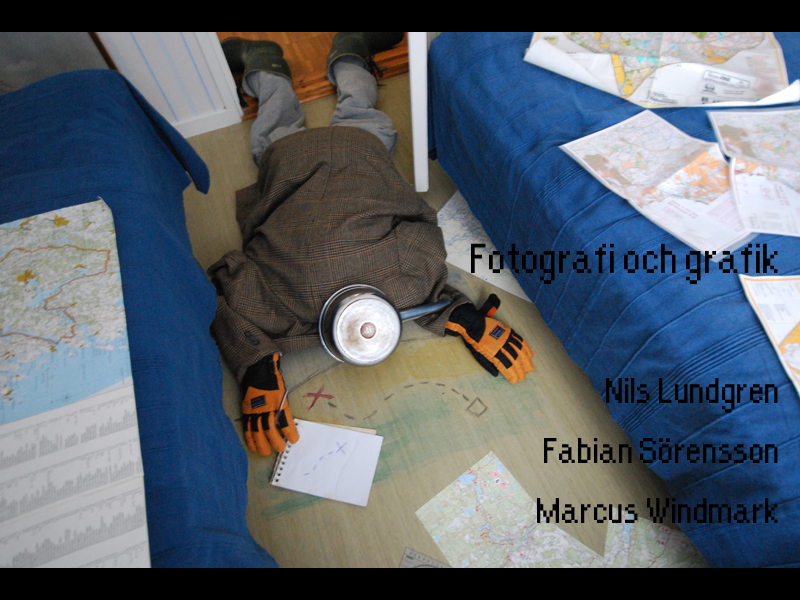 Fotografi och grafik
Nils Lundgren
Fabian Sörensson
Marcus Windmark